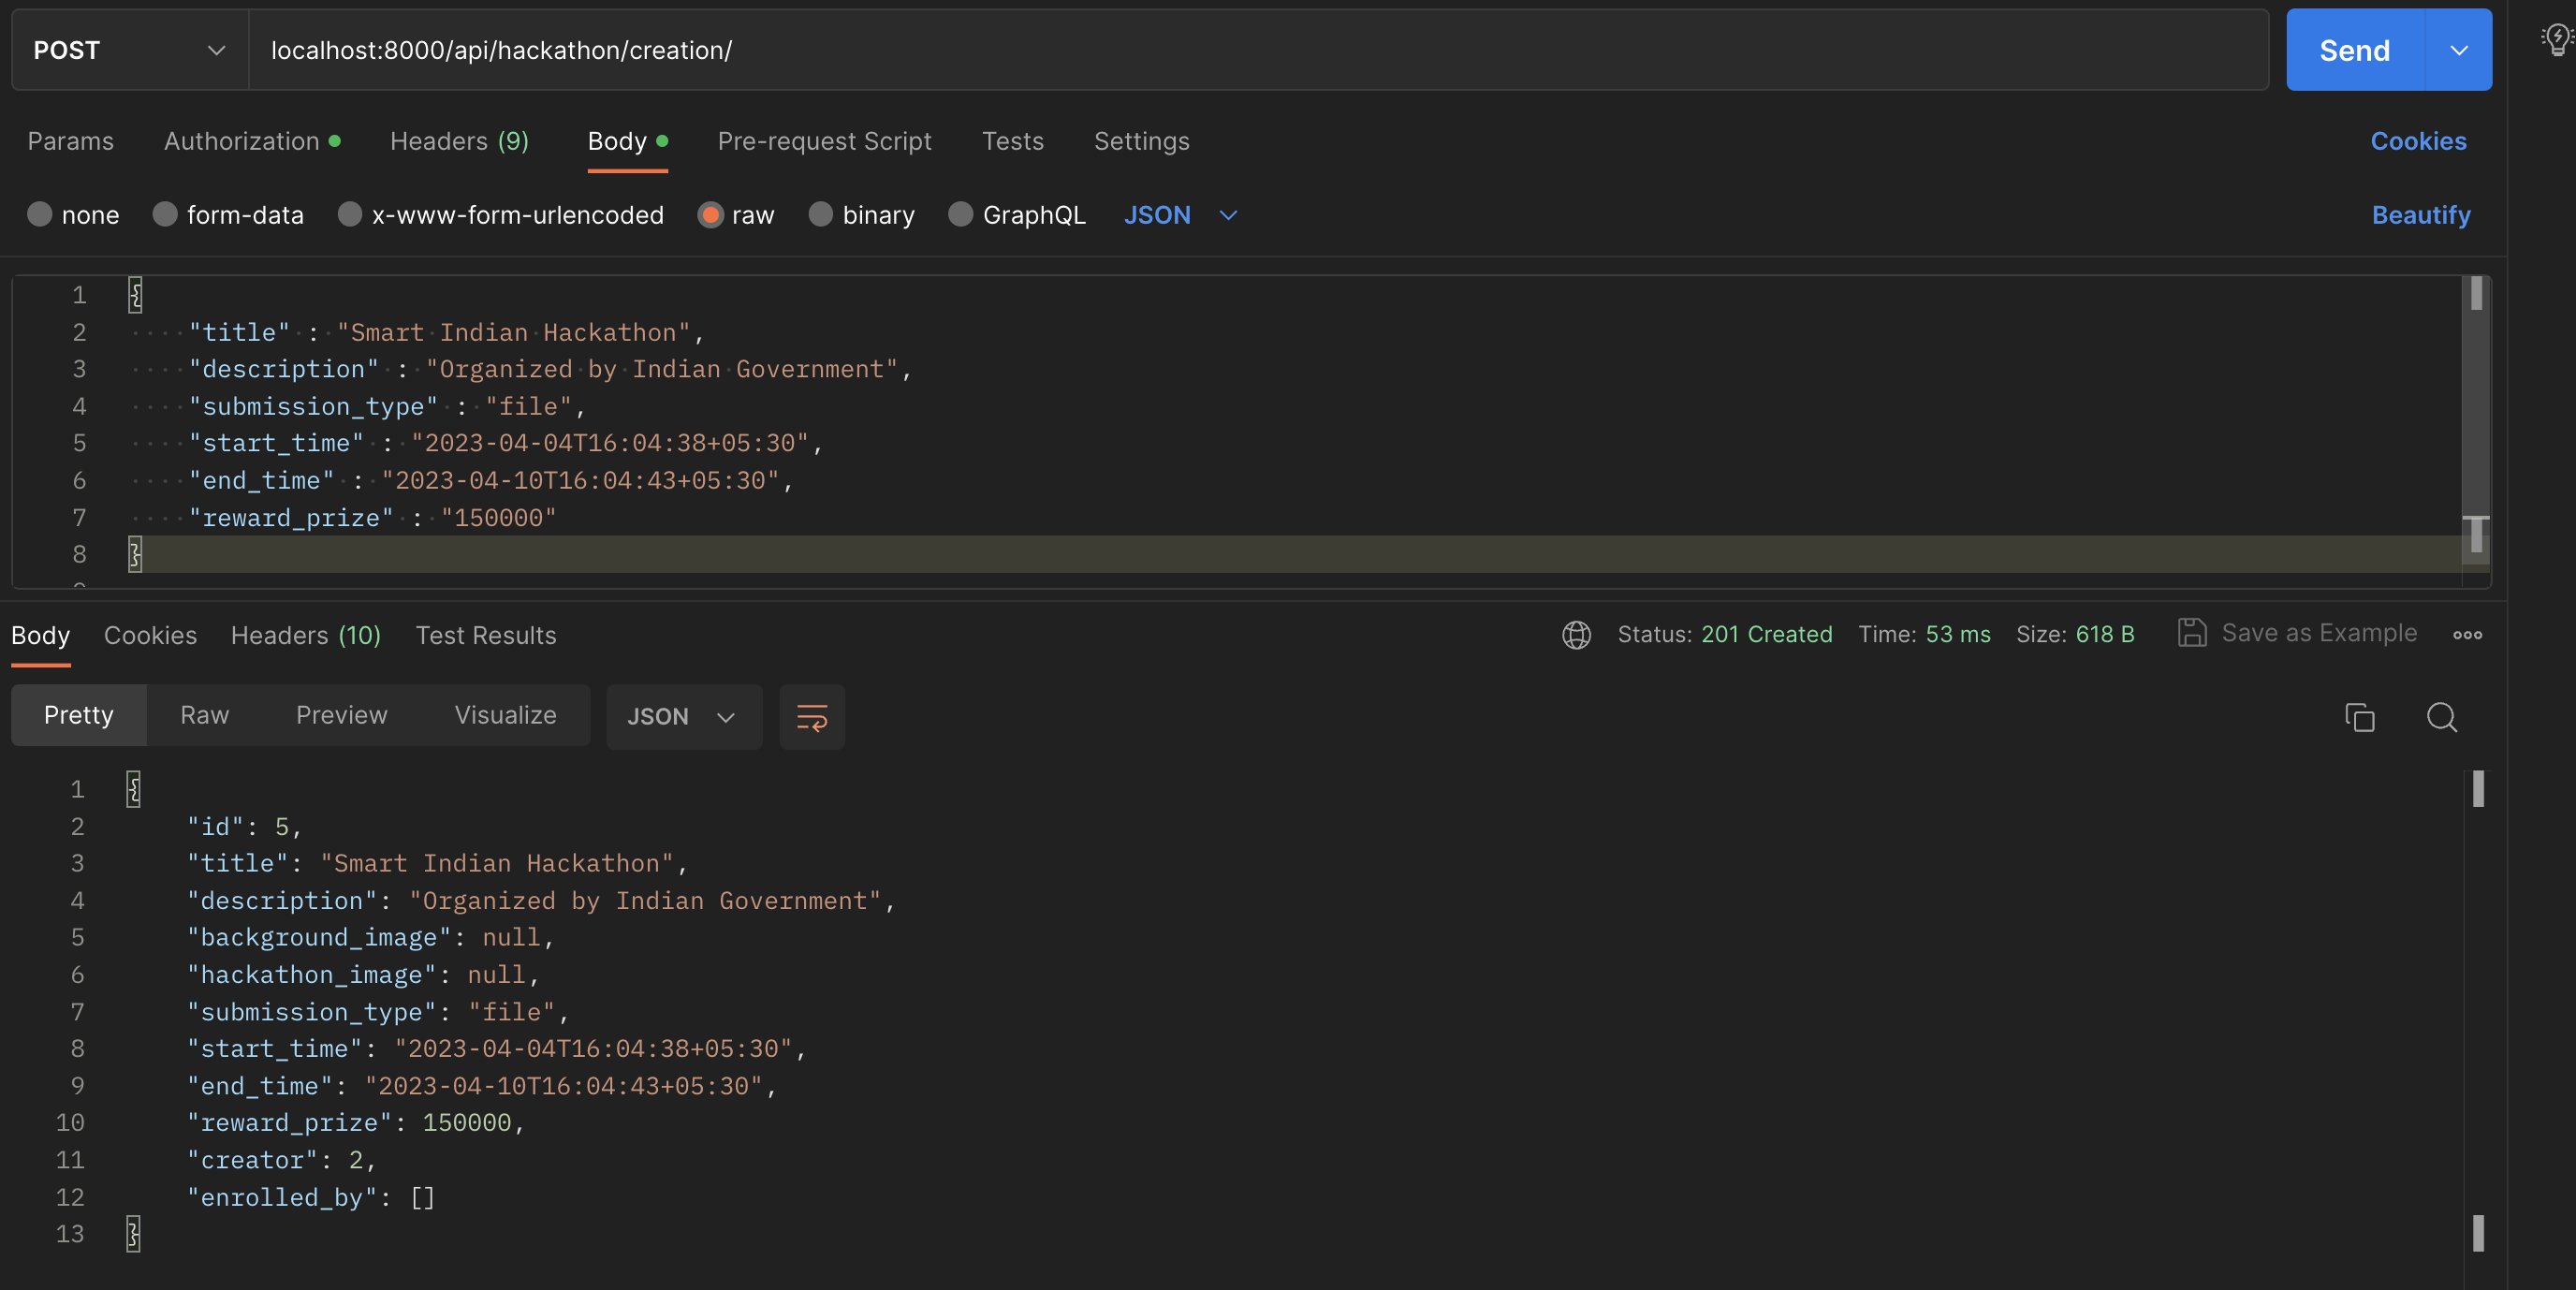 POST localhost:8000/api/hackathon/creation/ Send
Params Authorization Headers (9) Body Pre-request Script Tests Settings Cookies
none form-data x-www-form-urlencoded raw binary GraphQL JSON Beautify
1 {
2 "title" : "Smart Indian Hackathon",
3 "description" : "Organized by Indian Government",
4 "submission_type" : "file",
5 "start_time" : "2023-04-04T16:04:38+05:30",
6 "end_time" : "2023-04-10T16:04:43+05:30",
7 "reward_prize" : "150000"
8 }
Body Cookies Headers (10) Test Results Status: 201 Created Time: 53 ms Size: 618 B Save as Example
Pretty Raw Preview Visualize JSON
1 {
2 "id": 5,
3 "title": "Smart Indian Hackathon",
4 "description": "Organized by Indian Government",
5 "background_image": null,
6 "hackathon_image": null,
7 "submission_type": "file",
8 "start_time": "2023-04-04T16:04:38+05:30",
9 "end_time": "2023-04-10T16:04:43+05:30",
10 "reward_prize": 150000,
11 "creator": 2,
12 "enrolled_by": []
13 }